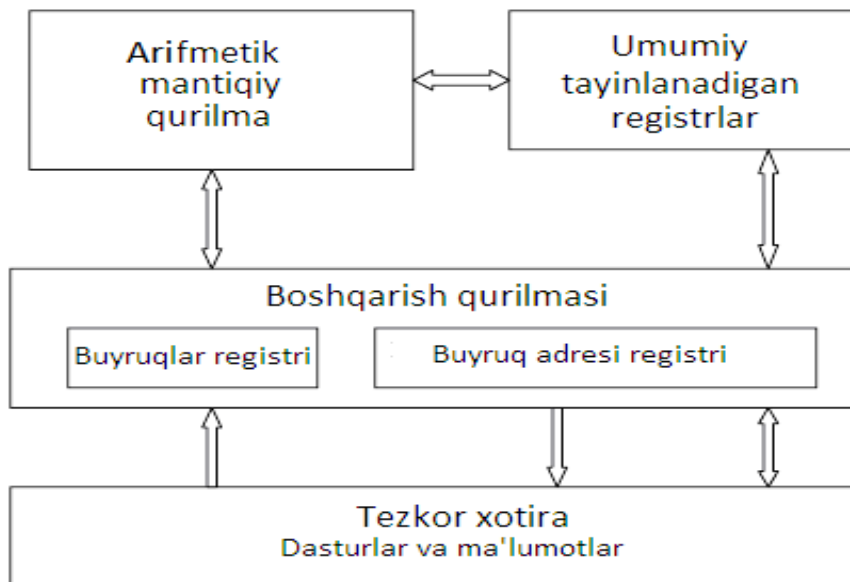 Arifmetik
mantiqiy
qurilma
Umumiy
tayinlanadigan
registrlar
Boshqarish qurilmasi
Buyruqlar registri
Buyruq adresi registri
Tezkor xotira
Dasturlar va ma'lumotlar